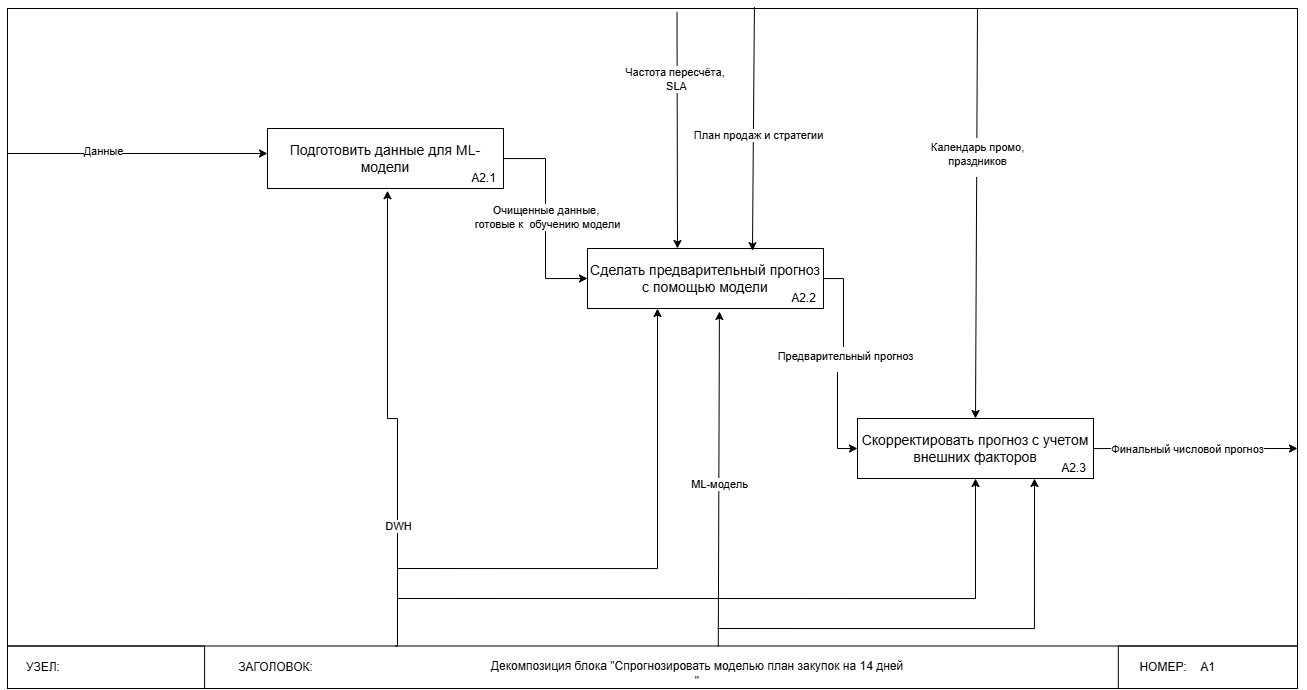 Частота пересчёта,
SLA
План продаж и стратегии
Календарь промо,
праздников
Данные
Подготовить данные для ML-
модели
A2.1
Очищенные данные,
готовые к обучению модели
Сделать предварительный прогноз
с помощью модели
A2.2
Предварительный прогноз
Скорректировать прогноз с учетом
внешних факторов
A2.3
Финальный числовой прогноз
ML-модель
DWH
УЗЕЛ:
ЗАГОЛОВОК:
Декомпозиция блока "Спрогнозировать моделью план закупок на 14 дней
"
НОМЕР: A1